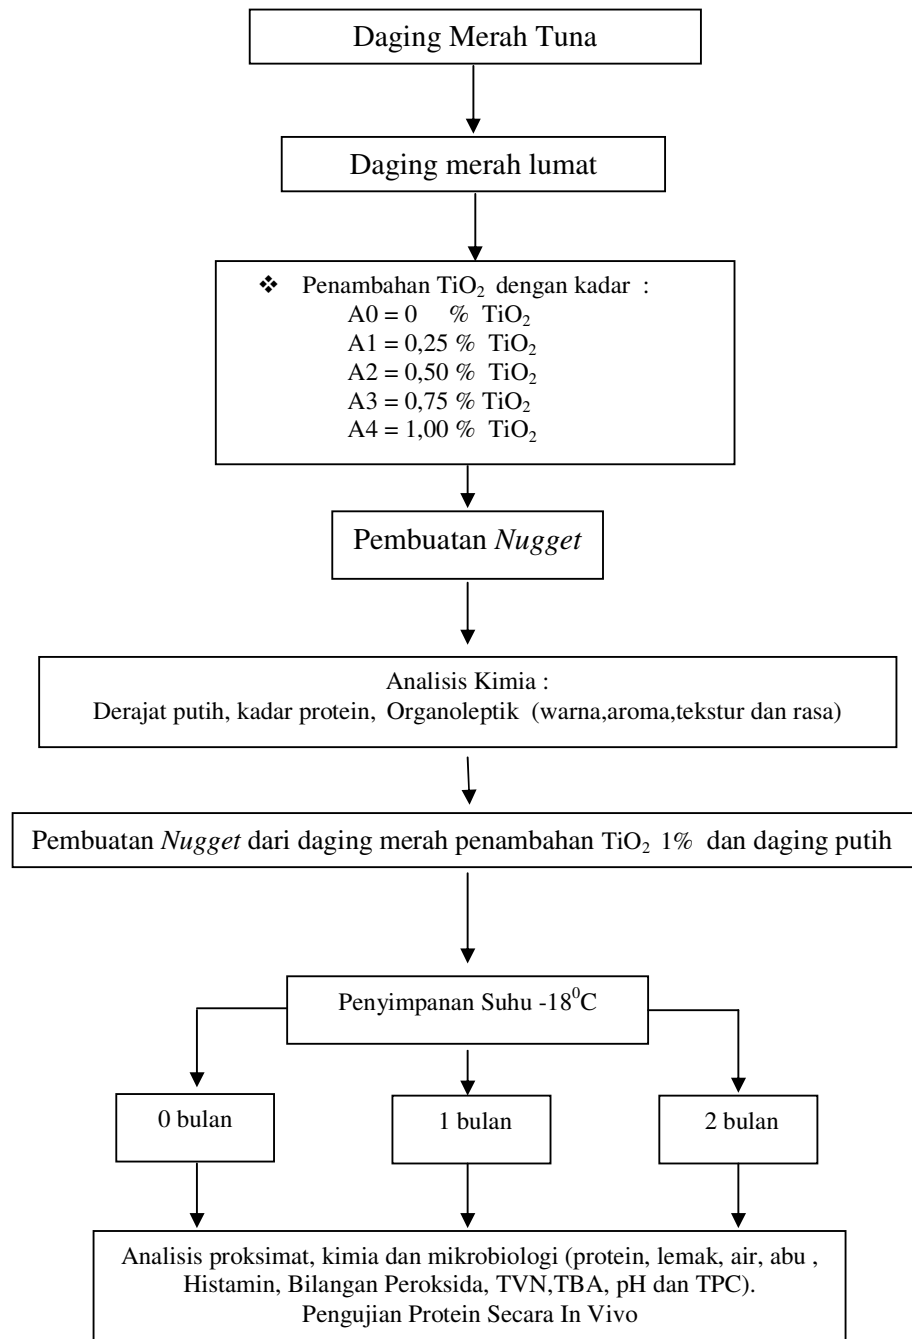 Daging Merah Tuna
Daging merah lumat
❖ Penambahan TiO₂ dengan kadar :
A0 = 0 % TiO₂
A1 = 0,25 % TiO₂
A2 = 0,50 % TiO₂
A3 = 0,75 % TiO₂
A4 = 1,00 % TiO₂
Pembuatan Nugget
Analisis Kimia :
Derajat putih, kadar protein, Organoleptik (warna,aroma,tekstur dan rasa)
Pembuatan Nugget dari daging merah penambahan TiO₂ 1% dan daging putih
Penyimpanan Suhu -18⁰C
0 bulan
1 bulan
2 bulan
Analisis proksimat, kimia dan mikrobiologi (protein, lemak, air, abu ,
Histamin, Bilangan Peroksida, TVN,TBA, pH dan TPC).
Pengujian Protein Secara In Vivo